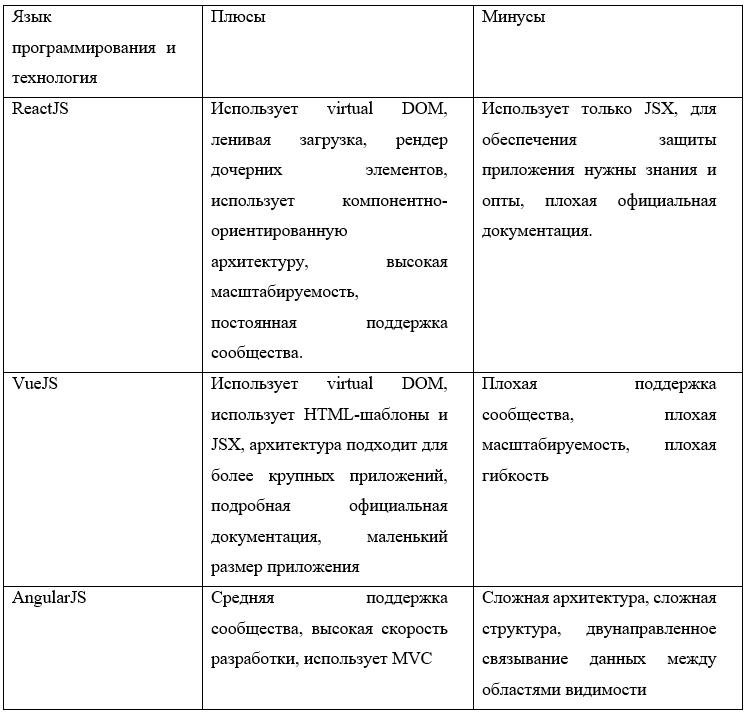 Язык
программирования и
технология
Плюсы
Минусы
ReactJS
Использует virtual DOM,
ленивая загрузка, рендер
дочерних элементов,
использует компонентно-
ориентированную
архитектуру, высокая
масштабируемость,
постоянная поддержка
сообщества.
Использует только JSX, для
обеспечения защиты
приложения нужны знания и
опты, плохая официальная
документация.
VueJS
Использует virtual DOM,
использует HTML-шаблоны и
JSX, архитектура подходит для
более крупных приложений,
подробная официальная
документация, маленький
размер приложения
Плохая поддержка
сообщества, плохая
масштабируемость, плохая
гибкость
AngularJS
Средняя поддержка
сообщества, высокая скорость
разработки, использует MVC
Сложная архитектура, сложная
структура, двунаправленное
связывание данных между
областями видимости